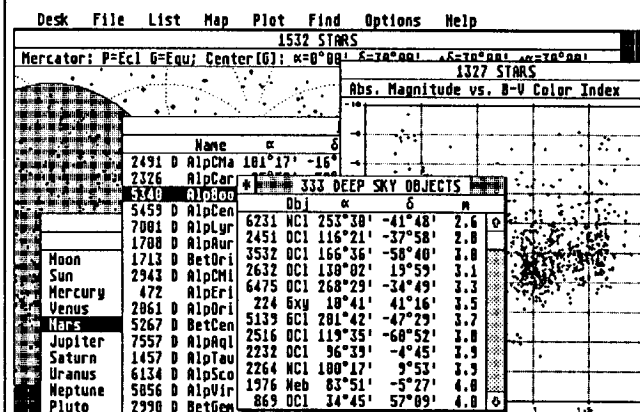 Desk File List Map Plot Find Options Help
1532 STARS
Mercator: P=Ecl G=Equ; Center[G]: α=0°00'
1327 STARS
Abs. Magnitude vs. B-V Color Index
Name α δ
2491 D AlpCMa 101°17' -16°
2326 AlpCar
5340 AlpBoo
5459 D AlpCen
7001 D AlpLyr
1708 D AlpAur
1713 D BetOri
2943 D AlpCMi
472 AlpEri
2061 D AlpOri
5267 D BetCen
7557 D AlpAql
1457 D AlpTau
6134 D AlpSco
5056 D AlpVir
2990 D BetGem
Moon
Sun
Mercury
Venus
Mars
Jupiter
Saturn
Uranus
Neptune
Pluto
333 DEEP SKY OBJECTS
Obj α δ M
6231 NCl 253°30' -41°48' 2.6
2451 OCl 116°21' -37°58' 2.8
3532 OCl 166°36' -58°40' 3.0
2632 OCl 130°02' 19°59' 3.1
6475 OCl 268°29' -34°49' 3.3
224 Gxy 10°41' 41°16' 3.5
5139 GCl 201°42' -47°29' 3.7
2516 OCl 119°35' -60°52' 3.8
2232 OCl 96°39' -4°45' 3.9
2264 NCl 100°17' 9°53' 3.9
1976 Neb 83°51' -5°27' 4.0
869 OCl 34°45' 57°09' 4.0